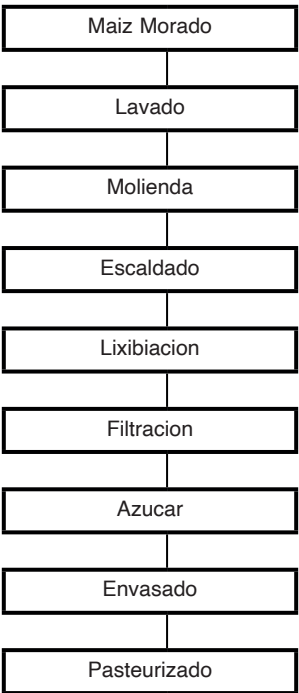 Maiz Morado
Lavado
Molienda
Escaldado
Lixibiacion
Filtracion
Azucar
Envasado
Pasteurizado